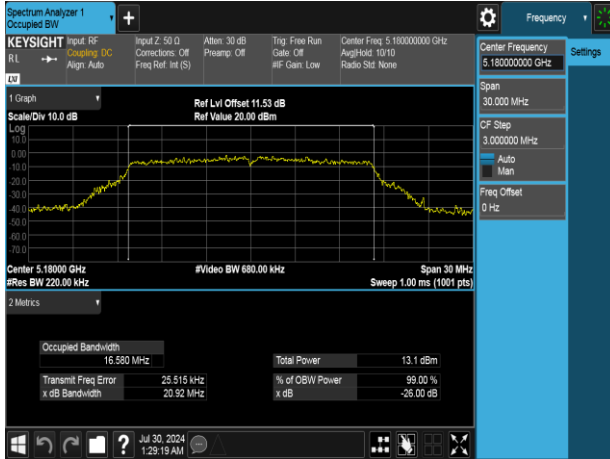 Spectrum Analyzer 1
Occupied BW
Frequency
KEYSIGHT
RL
Input: RF
Coupling: DC
Align: Auto
Input Z: 50 Ω
Corrections: Off
Freq Ref: Int (S)
Atten: 30 dB
Preamp: Off
Trig: Free Run
Gate: Off
#IF Gain: Low
Center Freq: 5.180000000 GHz
Avg|Hold: 10/10
Radio Std: None
LXI
Center Frequency
5.180000000 GHz
Settings
Span
30.000 MHz
CF Step
3.000000 MHz
Auto
Man
Freq Offset
0 Hz
1 Graph
Scale/Div 10.0 dB
Ref Lvl Offset 11.53 dB
Ref Value 20.00 dBm
Log
10.0
0.00
-10.0
-20.0
-30.0
-40.0
-50.0
-60.0
-70.0
Center 5.18000 GHz
#Video BW 680.00 kHz
Span 30 MHz
#Res BW 220.00 kHz
Sweep 1.00 ms (1001 pts)
2 Metrics
Occupied Bandwidth
16.580 MHz
Total Power 13.1 dBm
Transmit Freq Error 25.515 kHz
% of OBW Power 99.00 %
x dB Bandwidth 20.92 MHz
x dB -26.00 dB
?
Jul 30, 2024
1:29:19 AM